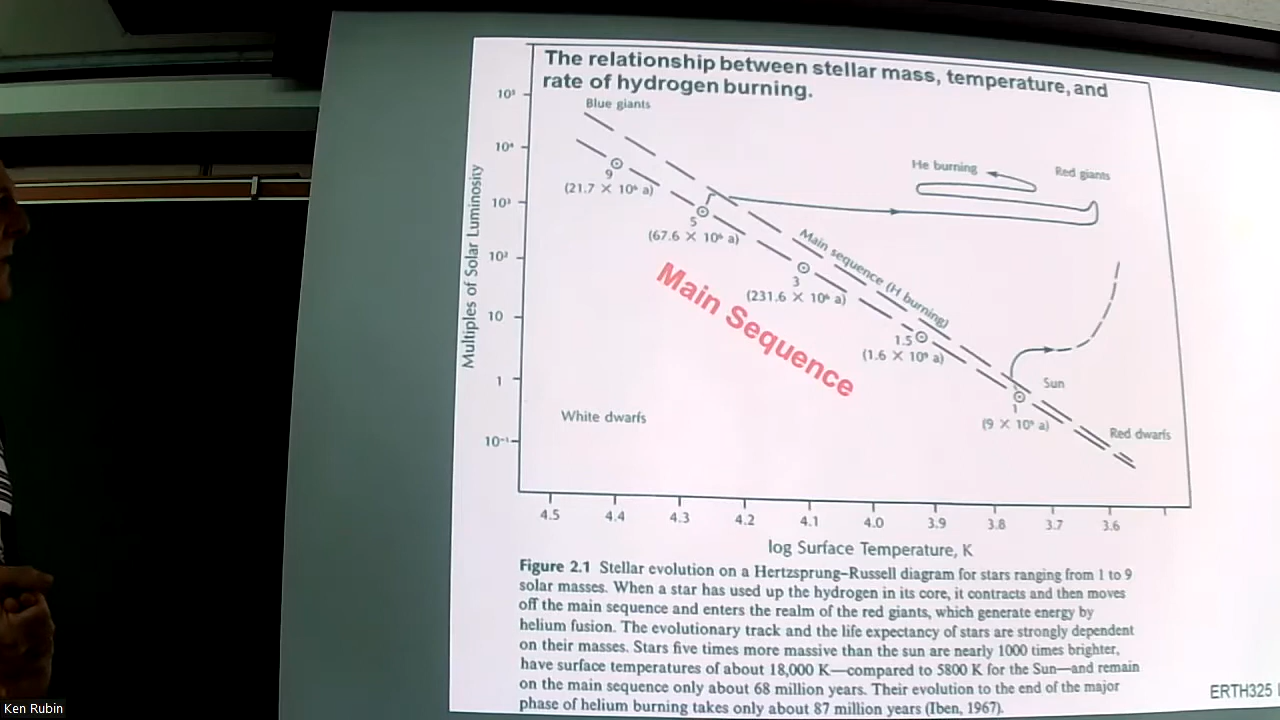 The relationship between stellar mass, temperature, and
rate of hydrogen burning.
Blue giants
10⁵
10⁴
10³
10²
10
1
10⁻¹
Multiples of Solar Luminosity
9
(21.7 × 10⁶ a)
5
(67.6 × 10⁶ a)
3
(231.6 × 10⁶ a)
1.5
(1.6 × 10⁹ a)
Sun
1
(9 × 10⁹ a)
Red dwarfs
He burning
Red giants
Main sequence (H burning)
Main Sequence
White dwarfs
4.5 4.4 4.3 4.2 4.1 4.0 3.9 3.8 3.7 3.6
log Surface Temperature, K
Figure 2.1 Stellar evolution on a Hertzsprung–Russell diagram for stars ranging from 1 to 9
solar masses. When a star has used up the hydrogen in its core, it contracts and then moves
off the main sequence and enters the realm of the red giants, which generate energy by
helium fusion. The evolutionary track and the life expectancy of stars are strongly dependent
on their masses. Stars five times more massive than the sun are nearly 1000 times brighter,
have surface temperatures of about 18,000 K—compared to 5800 K for the Sun—and remain
on the main sequence only about 68 million years. Their evolution to the end of the major
phase of helium burning takes only about 87 million years (Iben, 1967).
ERTH325
Ken Rubin